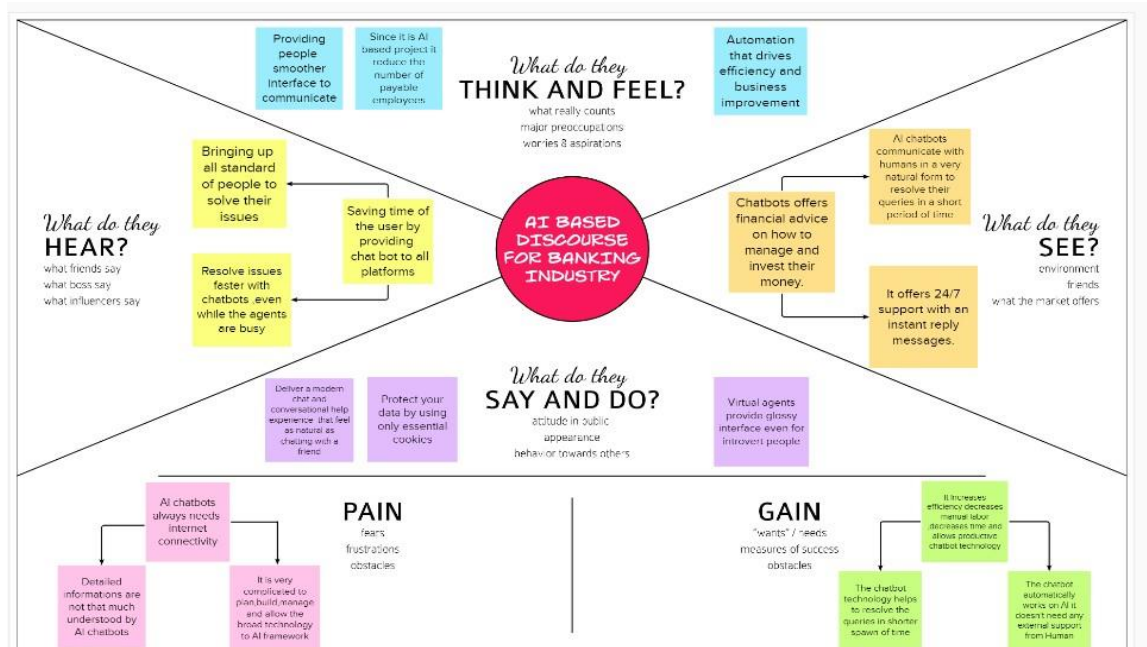 Providing
people
smoother
interface to
communicate
Since it is AI
based project it
reduce the
number of
payable
employees
What do they
THINK AND FEEL?
what really counts
major preoccupations
worries & aspirations
Automation
that drives
efficiency and
business
improvement
What do they
HEAR?
what friends say
what boss say
what influencers say
Bringing up
all standard
of people to
solve their
issues
Saving time of
the user by
providing
chat bot to all
platforms
Resolve issues
faster with
chatbots ,even
while the agents
are busy
AI BASED
DISCOURSE
FOR BANKING
INDUSTRY
Chatbots offers
financial advice
on how to
manage and
invest their
money.
AI chatbots
communicate with
humans in a very
natural form to
resolve their
queries in a short
period of time
It offers 24/7
support with an
instant reply
messages.
What do they
SEE?
environment
friends
what the market offers
Deliver a modern
chat and
conversational help
experience that feel
as natural as
chatting with a
friend
Protect your
data by using
only essential
cookies
What do they
SAY AND DO?
attitude in public
appearance
behavior towards others
Virtual agents
provide glossy
interface even for
introvert people
AI chatbots
always needs
internet
connectivity
Detailed
informations are
not that much
understood by
AI chatbots
It is very
complicated to
plan,build,manage
and allow the
broad technology
to AI framework
PAIN
fears
frustrations
obstacles
GAIN
"wants" / needs
measures of success
obstacles
It Increases
efficiency decreases
manual labor
,decreases time and
allows productive
chatbot technology
The chatbot
technology helps
to resolve the
queries in shorter
spawn of time
The chatbot
automatically
works on AI it
doesn't need any
external support
from Human